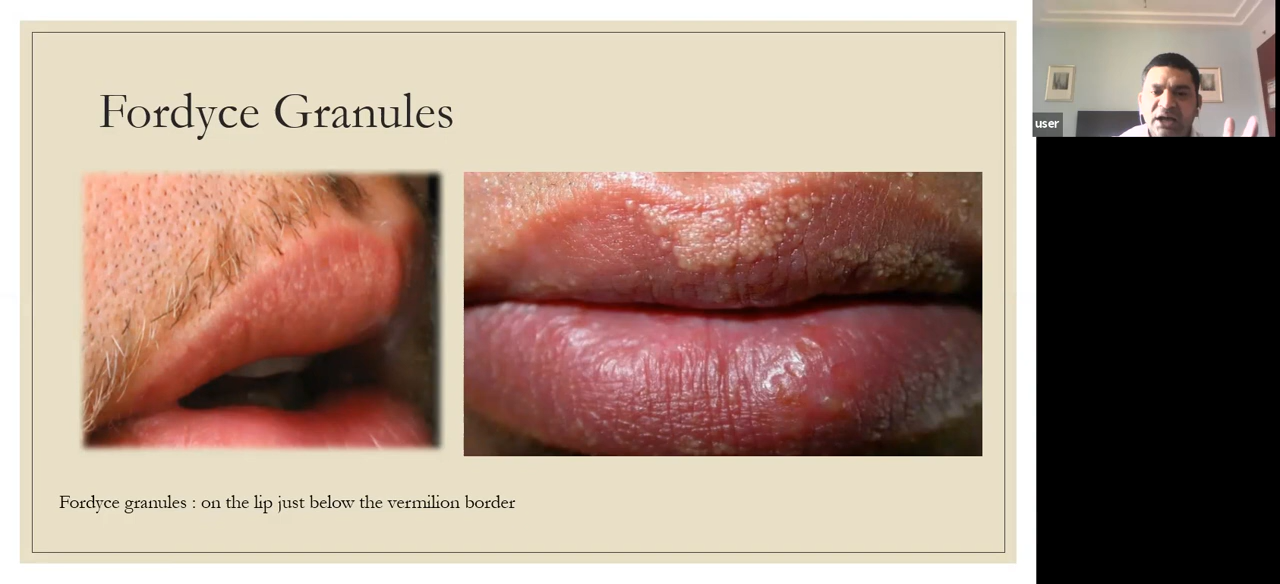 Fordyce Granules
user
Fordyce granules : on the lip just below the vermilion border